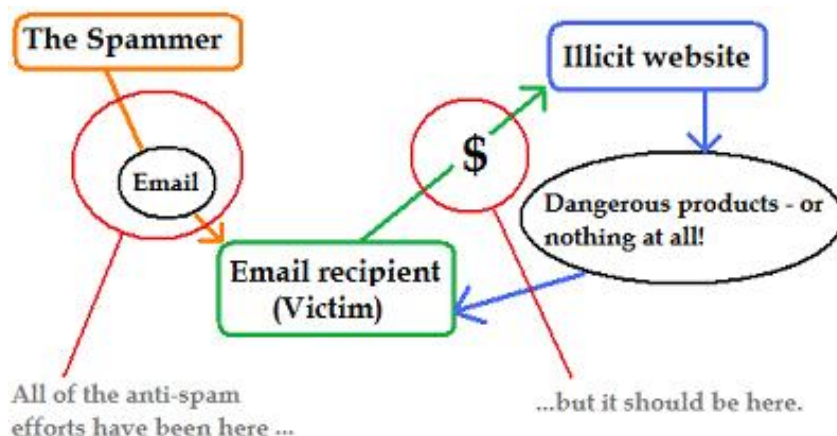 The Spammer
Illicit website
Email
$
Dangerous products - or
nothing at all!
Email recipient
(Victim)
All of the anti-spam
efforts have been here ...
...but it should be here.